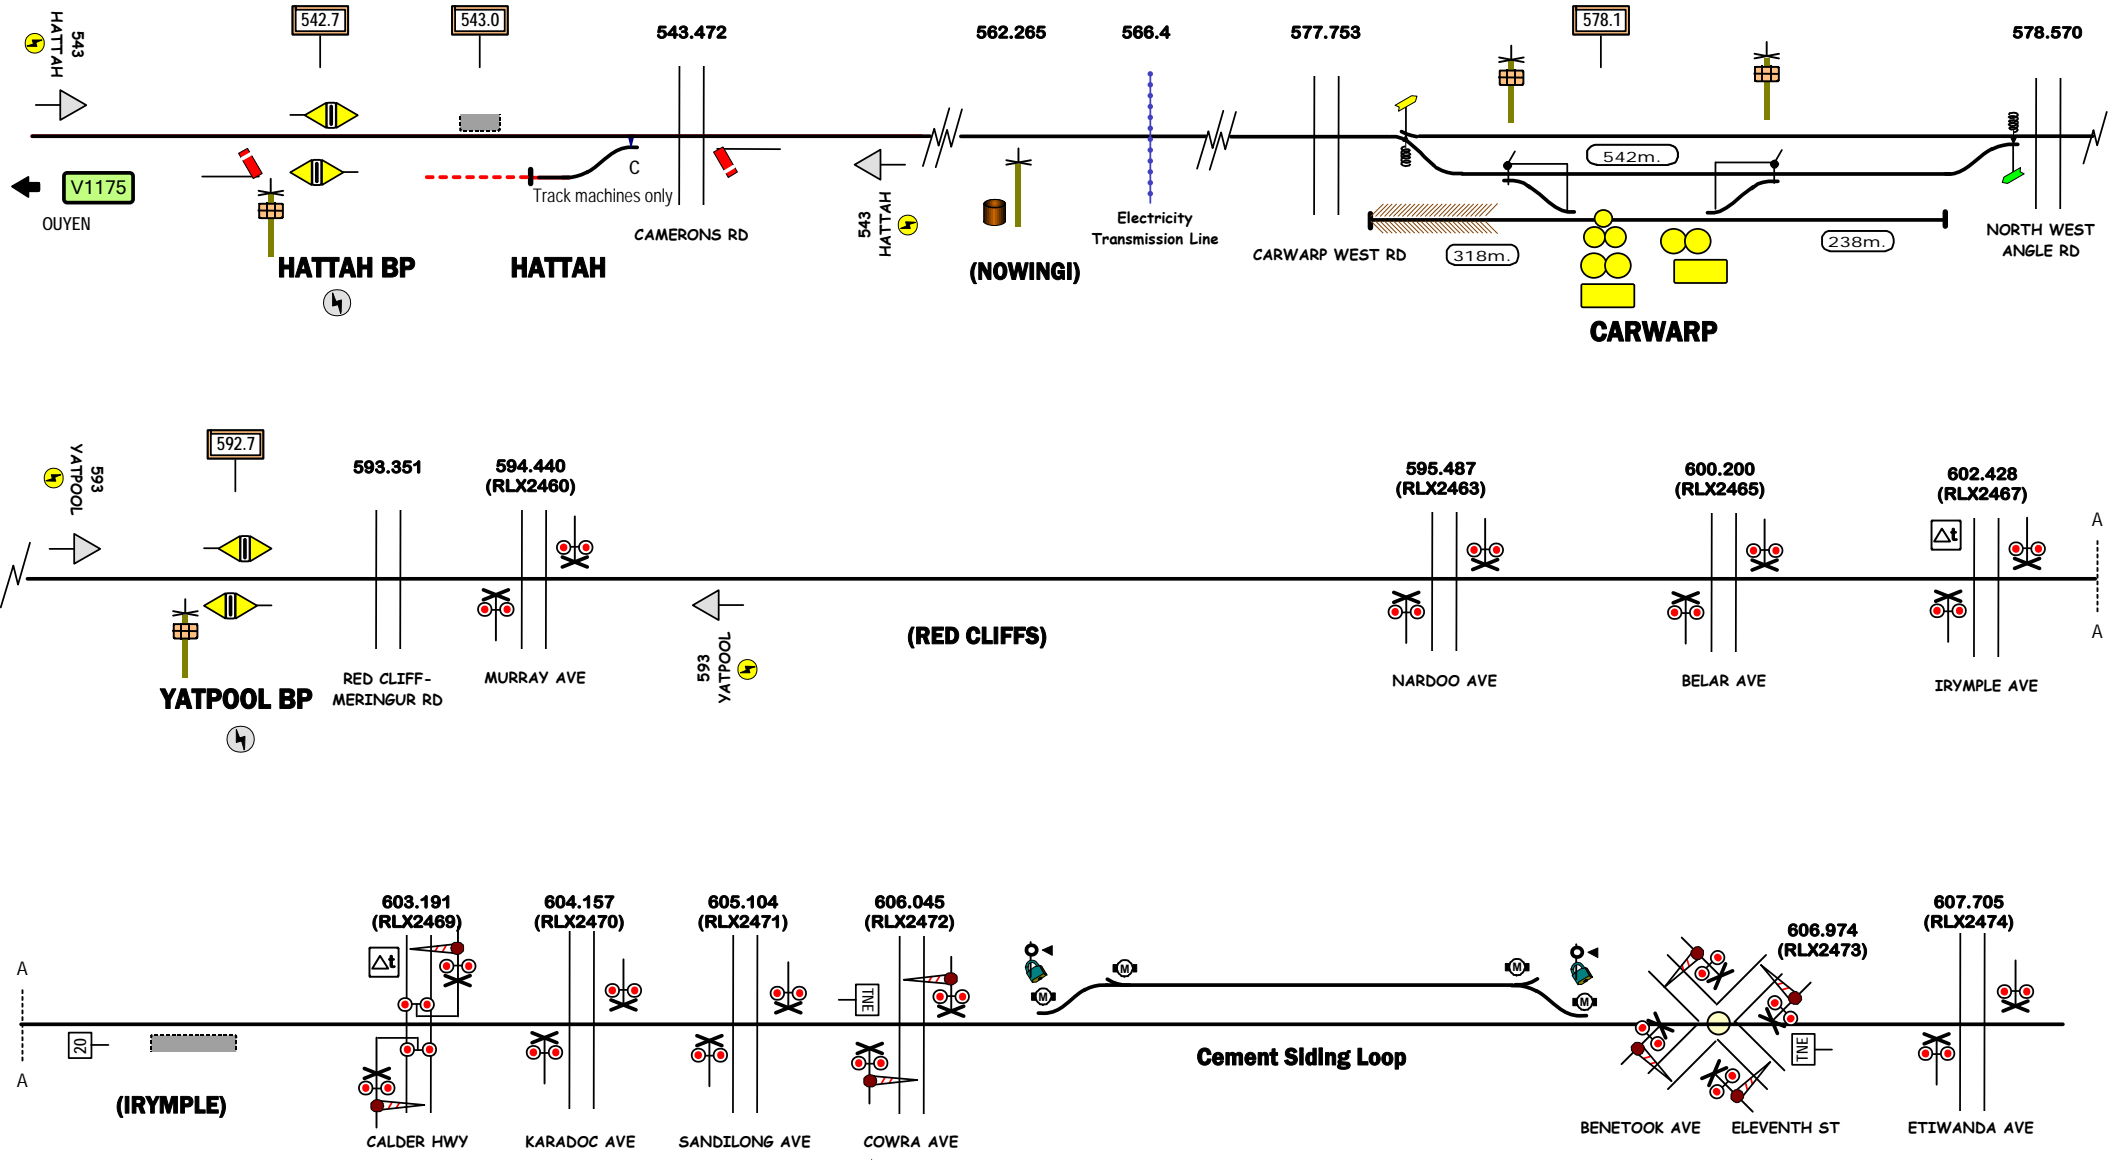 543
HATTAH
542.7
543.0
543.472
562.265
566.4
577.753
578.1
578.570
V1175
OUYEN
C
Track machines only
CAMERONS RD
HATTAH BP
HATTAH
543
HATTAH
(NOWINGI)
Electricity
Transmission Line
CARWARP WEST RD
542m.
318m.
238m.
CARWARP
NORTH WEST
ANGLE RD
593
YATPOOL
592.7
593.351
594.440
(RLX2460)
595.487
(RLX2463)
600.200
(RLX2465)
602.428
(RLX2467)
Δt
A
A
YATPOOL BP
RED CLIFF-
MERINGUR RD
MURRAY AVE
593
YATPOOL
(RED CLIFFS)
NARDOO AVE
BELAR AVE
IRYMPLE AVE
603.191
(RLX2469)
604.157
(RLX2470)
605.104
(RLX2471)
606.045
(RLX2472)
606.974
(RLX2473)
607.705
(RLX2474)
A
A
20
Δt
TNE
M
M
M
M
TNE
(IRYMPLE)
Cement Siding Loop
CALDER HWY
KARADOC AVE
SANDILONG AVE
COWRA AVE
BENETOOK AVE
ELEVENTH ST
ETIWANDA AVE